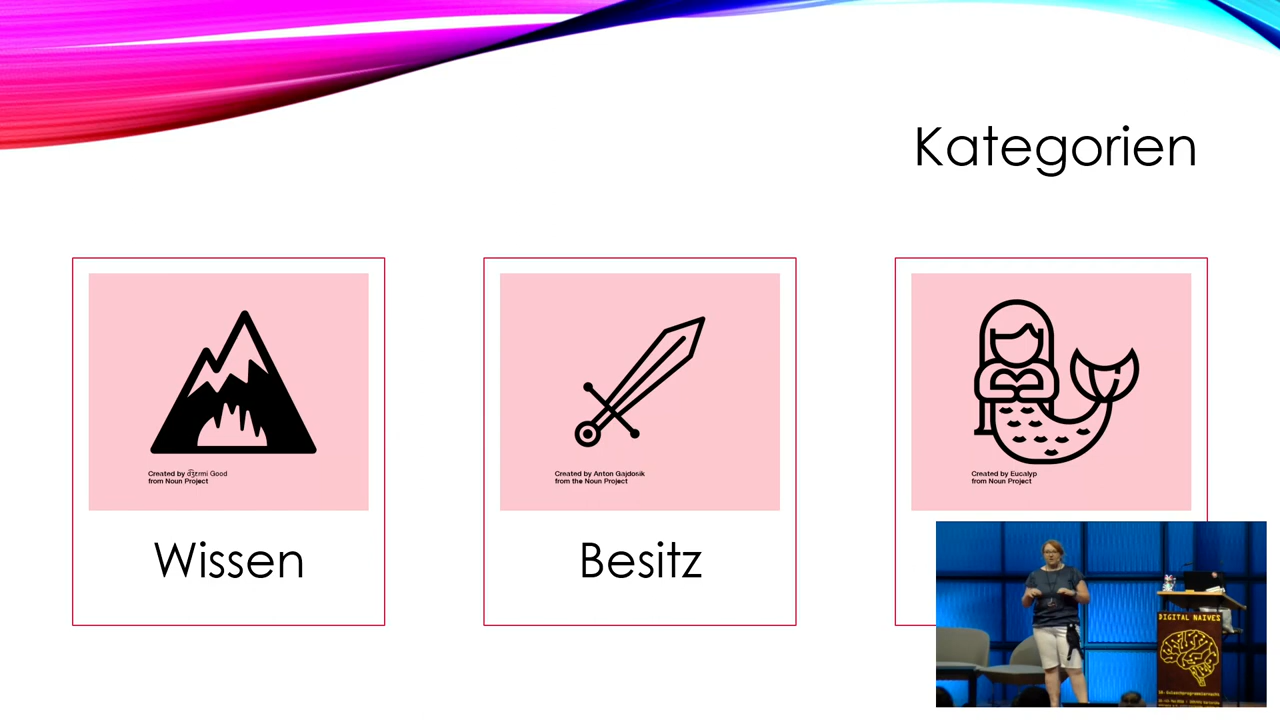 Kategorien
Created by
Good
from Noun Project
Wissen
Created by Anton Gajdosik
from the Noun Project
Besitz
Created by Eucalyp
from Noun Project
DIGITAL NAIVES